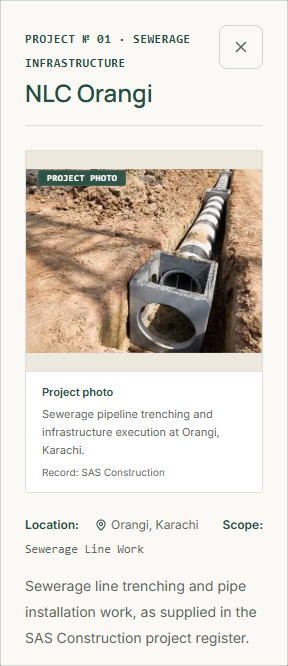 PROJECT № 01 · SEWERAGE
INFRASTRUCTURE
NLC Orangi
PROJECT PHOTO
Project photo
Sewerage pipeline trenching and
infrastructure execution at Orangi,
Karachi.
Record: SAS Construction
Location: Orangi, Karachi Scope:
Sewerage Line Work
Sewerage line trenching and pipe
installation work, as supplied in the
SAS Construction project register.